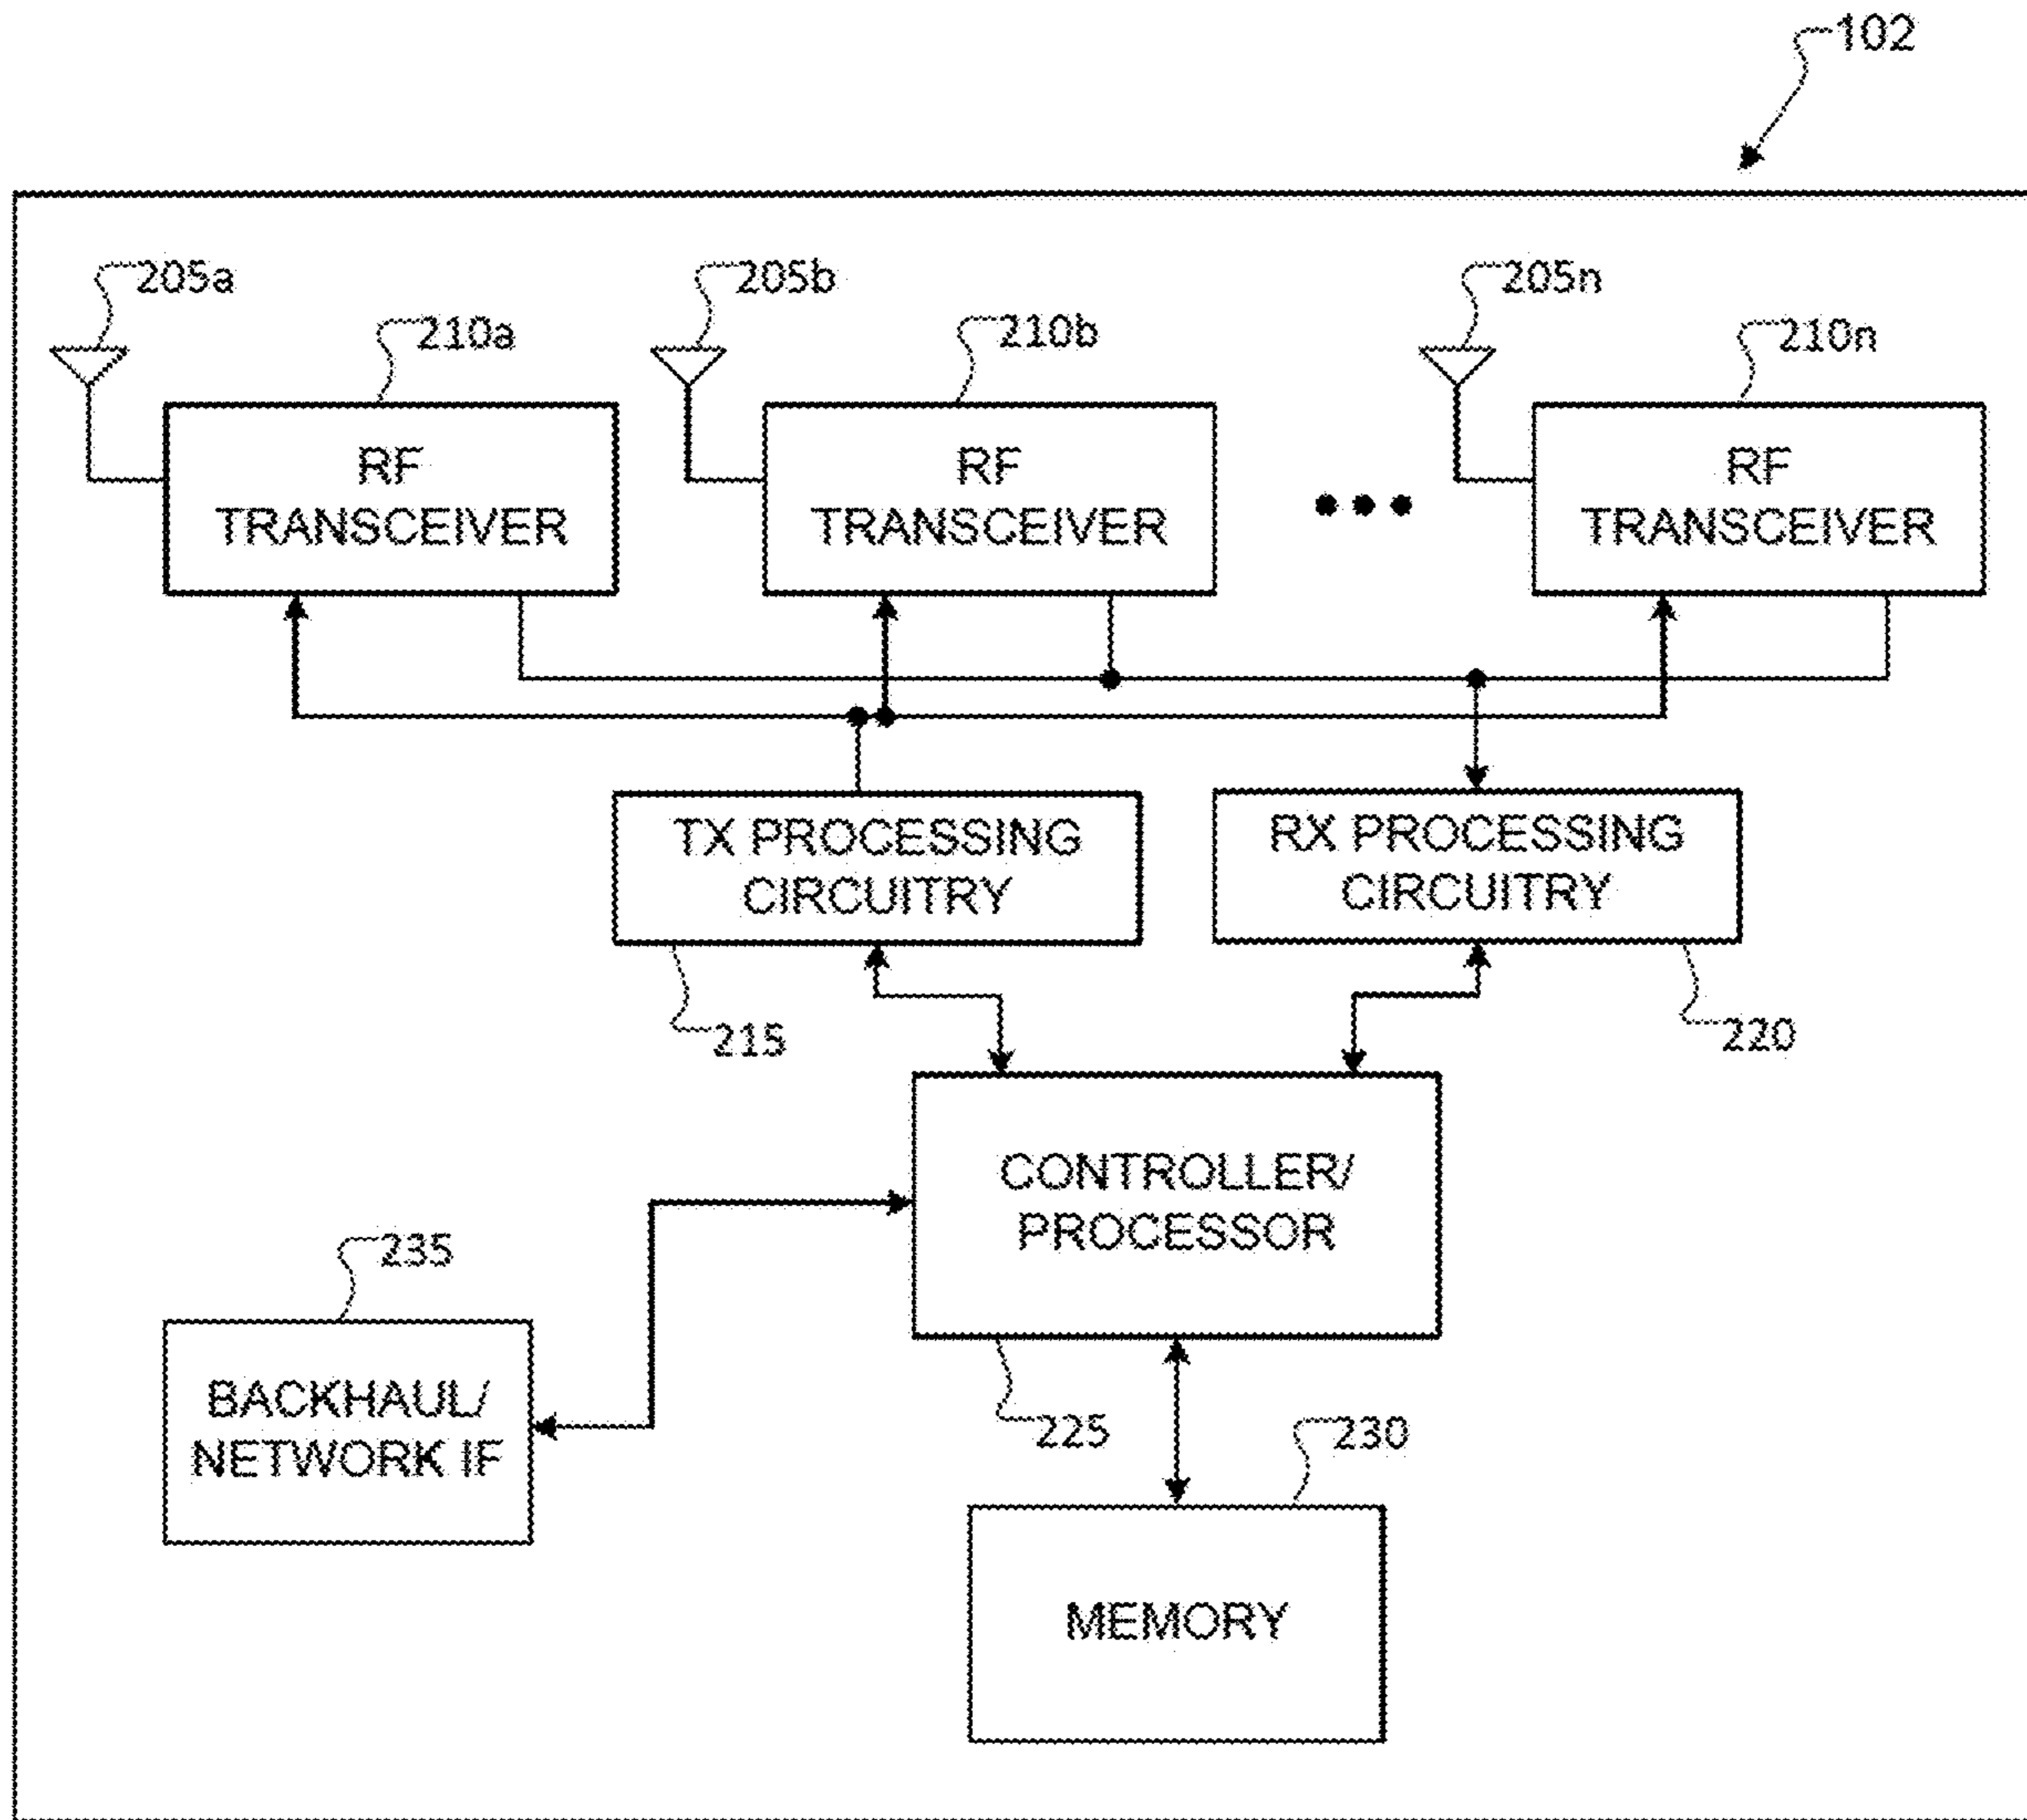 102
205a
205b
205n
210a
210b
210n
RF
TRANSCEIVER
RF
TRANSCEIVER
RF
TRANSCEIVER
TX PROCESSING
CIRCUITRY
RX PROCESSING
CIRCUITRY
215
220
CONTROLLER/
PROCESSOR
235
BACKHAUL/
NETWORK IF
225
230
MEMORY